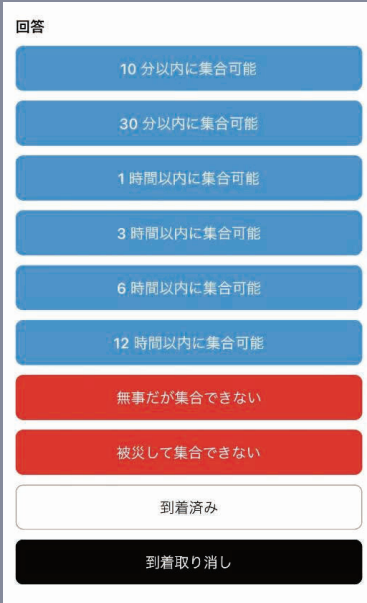 回答
10 分以内に集合可能
30 分以内に集合可能
1 時間以内に集合可能
3 時間以内に集合可能
6 時間以内に集合可能
12 時間以内に集合可能
無事だが集合できない
被災して集合できない
到着済み
到着取り消し